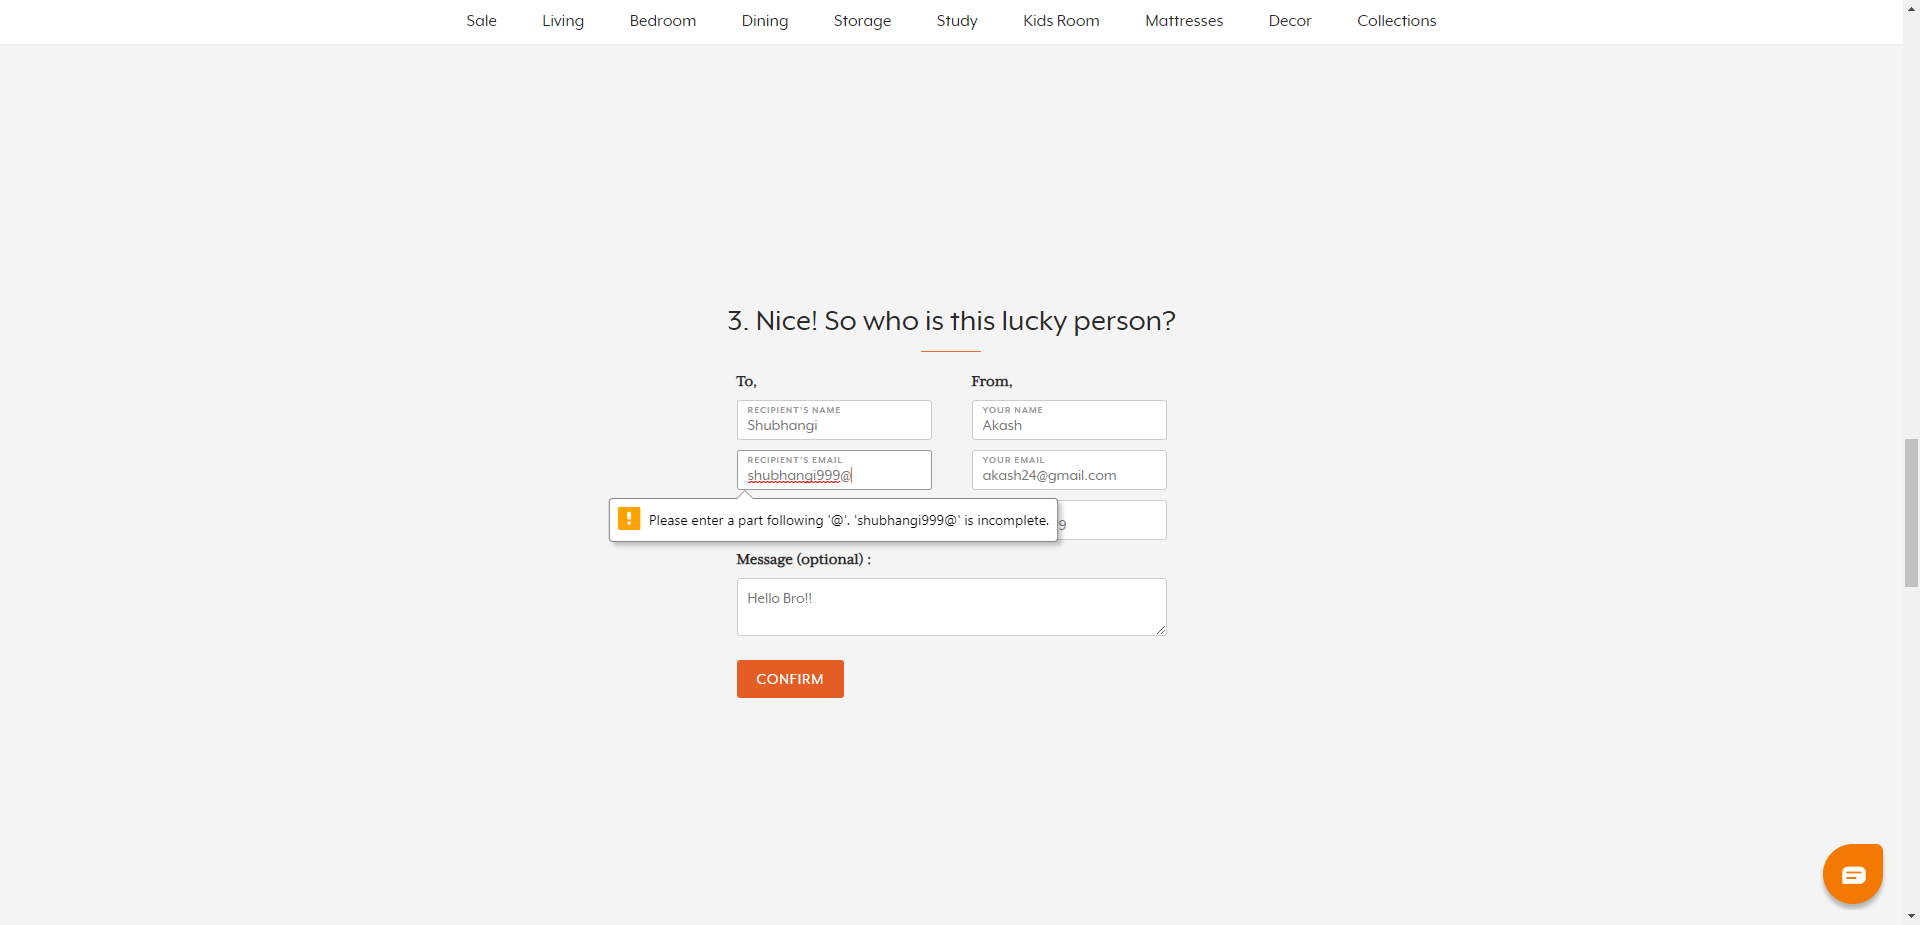 Sale Living Bedroom Dining Storage Study Kids Room Mattresses Decor Collections
3. Nice! So who is this lucky person?
To,
From,
RECIPIENT'S NAME
Shubhangi
YOUR NAME
Akash
RECIPIENT'S EMAIL
shubhangi999@
YOUR EMAIL
akash24@gmail.com
Please enter a part following '@'. 'shubhangi999@' is incomplete.
9
Message (optional) :
Hello Bro!!
CONFIRM